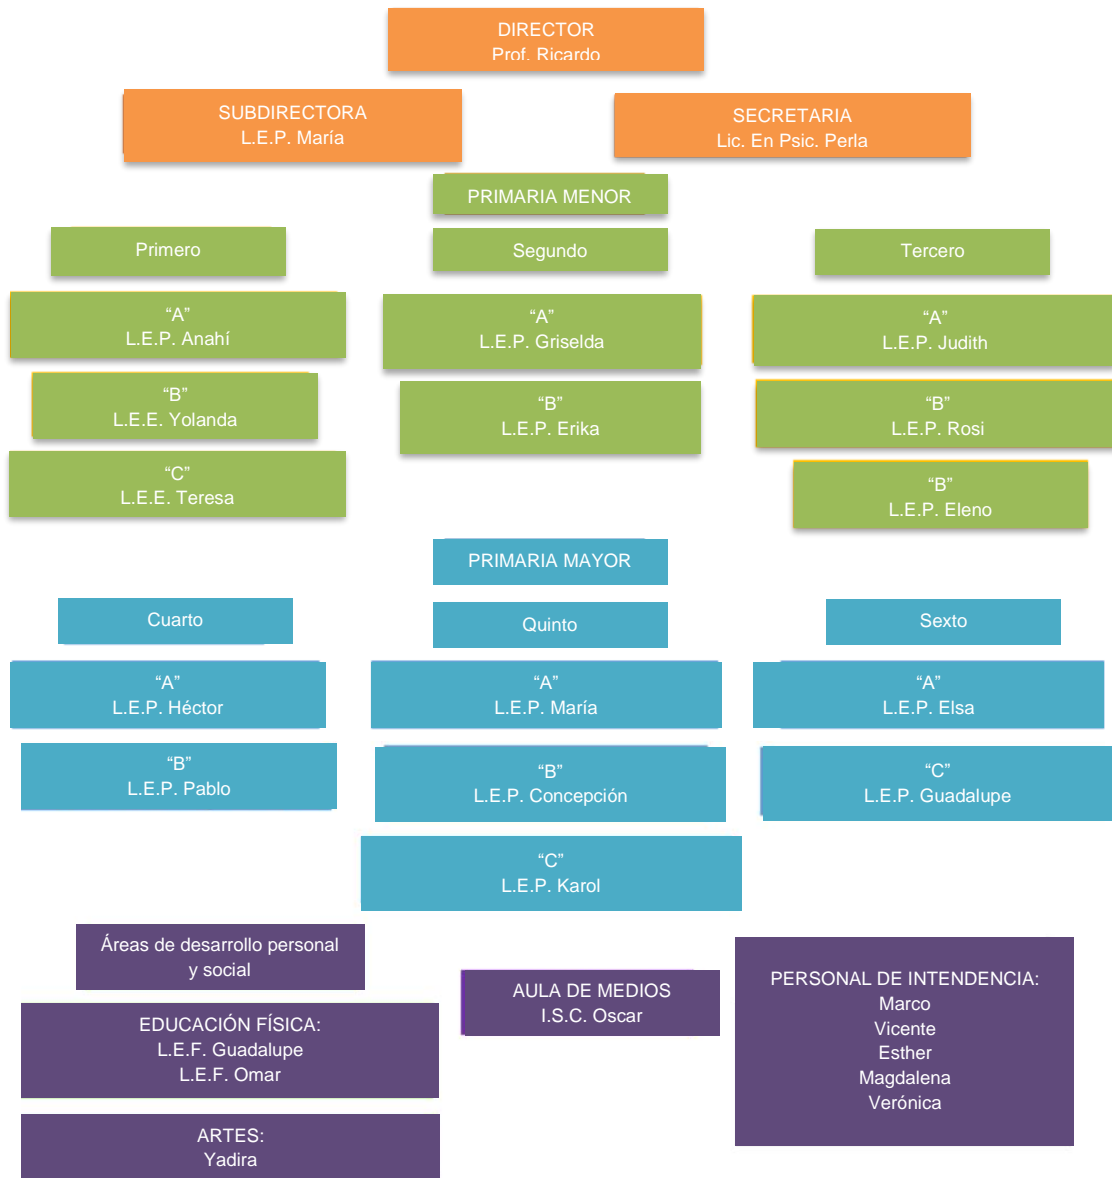 DIRECTOR
Prof. Ricardo
SUBDIRECTORA
L.E.P. María
SECRETARIA
Lic. En Psic. Perla
PRIMARIA MENOR
Primero
Segundo
Tercero
“A”
L.E.P. Anahí
“A”
L.E.P. Griselda
“A”
L.E.P. Judith
“B”
L.E.E. Yolanda
“B”
L.E.P. Erika
“B”
L.E.P. Rosi
“C”
L.E.E. Teresa
“B”
L.E.P. Eleno
PRIMARIA MAYOR
Cuarto
Quinto
Sexto
“A”
L.E.P. Héctor
“A”
L.E.P. María
“A”
L.E.P. Elsa
“B”
L.E.P. Pablo
“B”
L.E.P. Concepción
“C”
L.E.P. Guadalupe
“C”
L.E.P. Karol
Áreas de desarrollo personal
y social
EDUCACIÓN FÍSICA:
L.E.F. Guadalupe
L.E.F. Omar
ARTES:
Yadira
AULA DE MEDIOS
I.S.C. Oscar
PERSONAL DE INTENDENCIA:
Marco
Vicente
Esther
Magdalena
Verónica